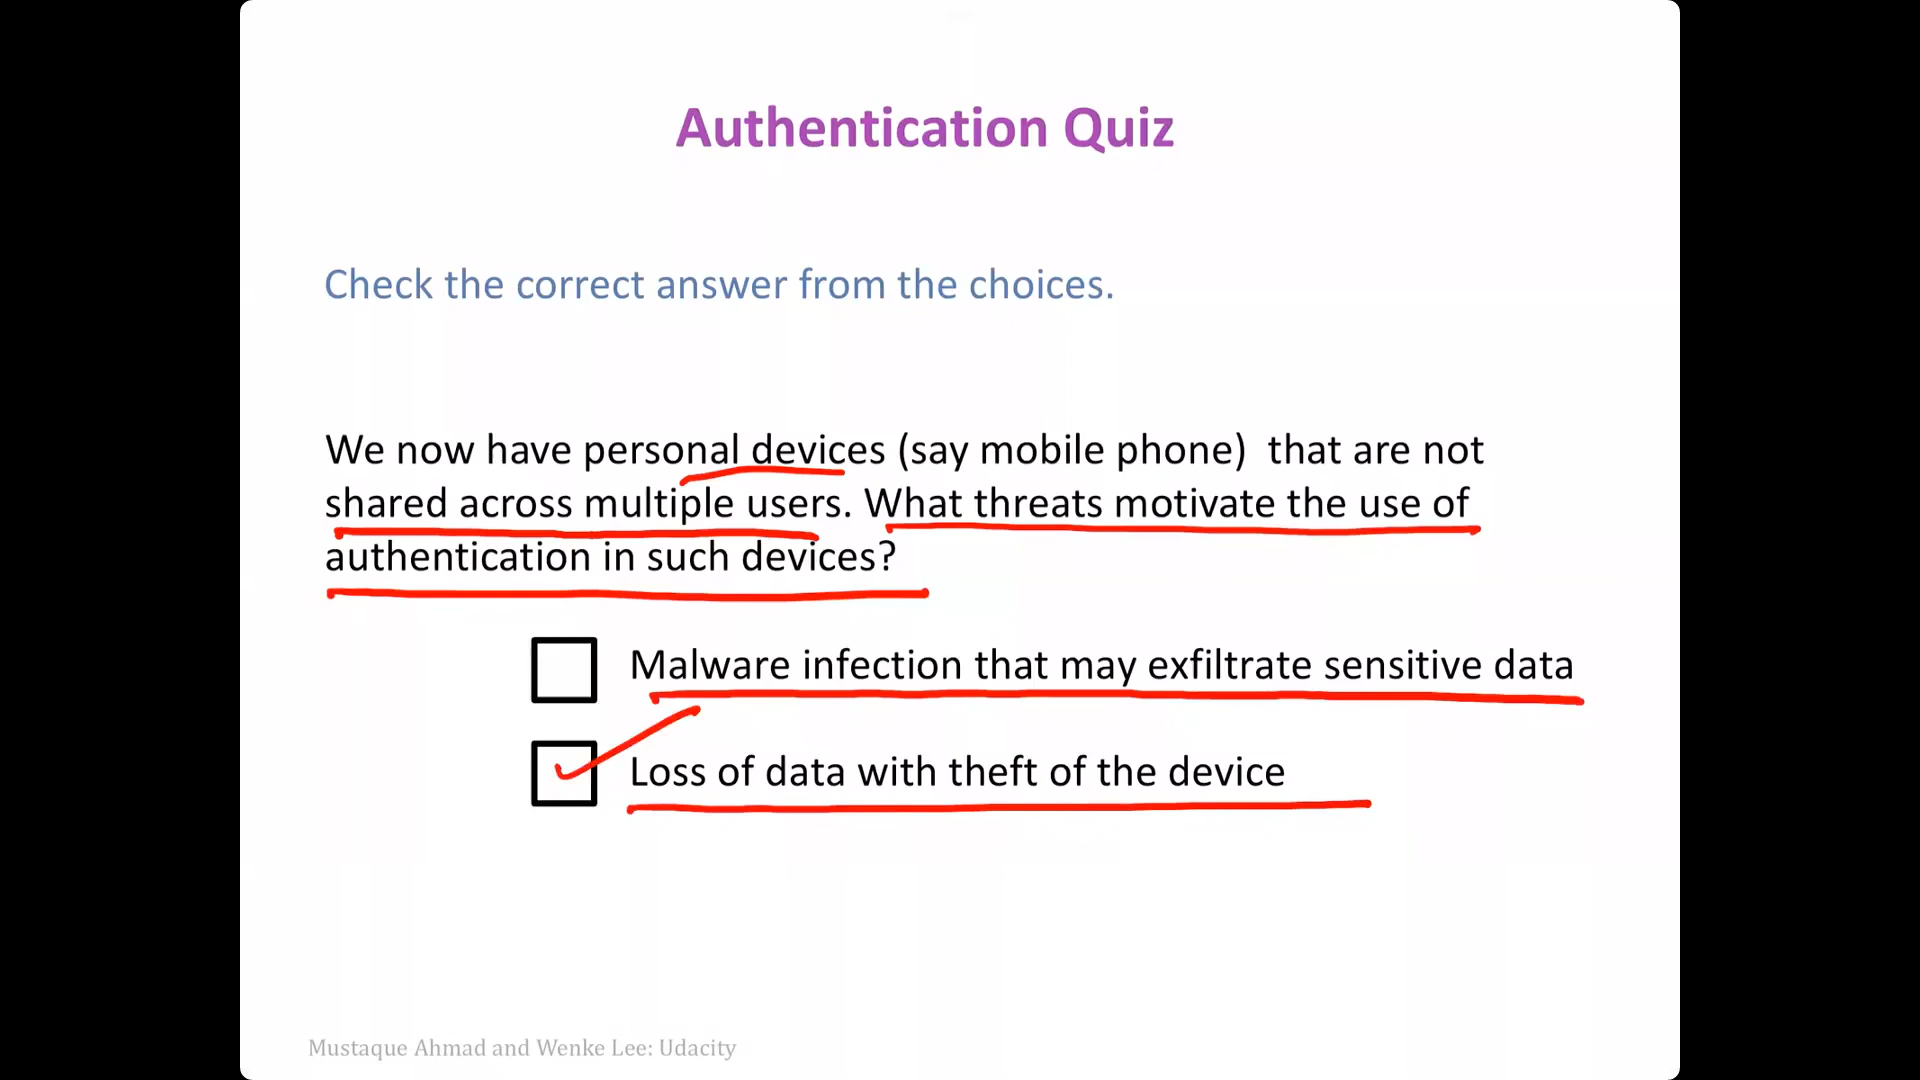 Authentication Quiz
Check the correct answer from the choices.
We now have personal devices (say mobile phone) that are not
shared across multiple users. What threats motivate the use of
authentication in such devices?
Malware infection that may exfiltrate sensitive data
Loss of data with theft of the device
Mustaque Ahmad and Wenke Lee: Udacity